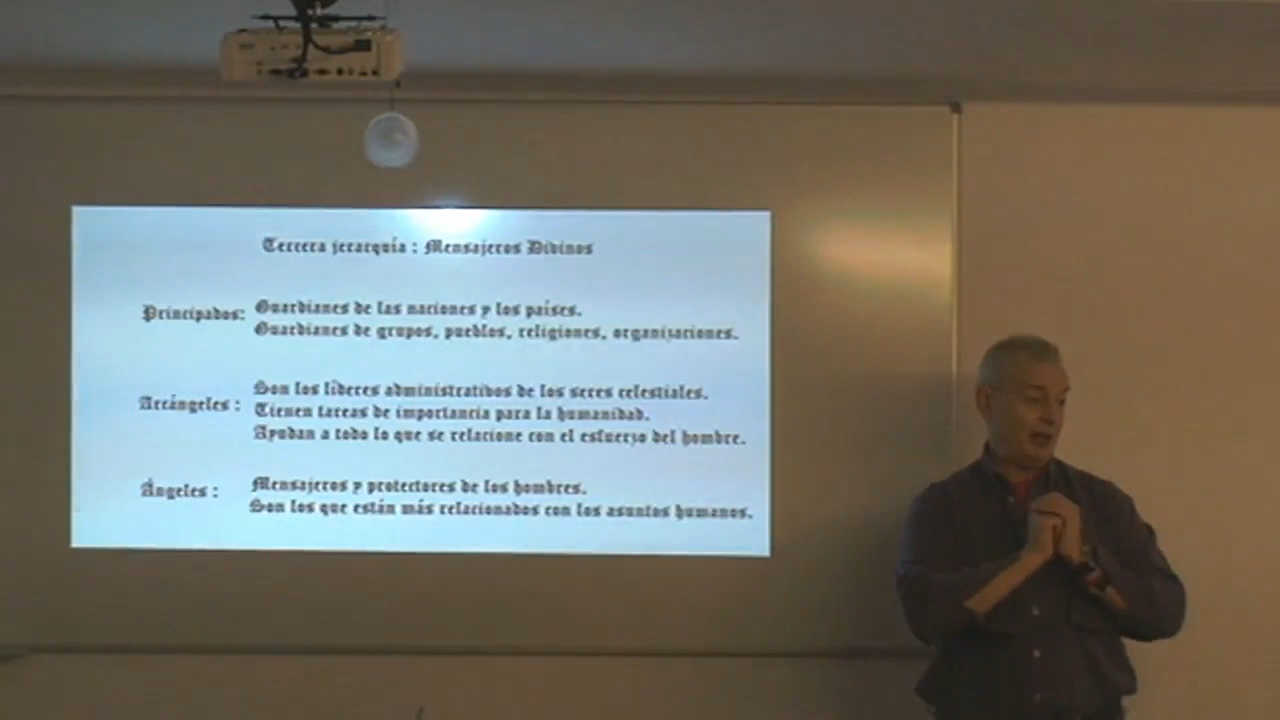 Tercera jerarquía : Mensajeros Divinos
Principados: Guardianes de las naciones y los países.
Guardianes de grupos, pueblos, religiones, organizaciones.
Arcángeles : Son los líderes administrativos de los seres celestiales.
Tienen tareas de importancia para la humanidad.
Ayudan a todo lo que se relacione con el esfuerzo del hombre.
Ángeles : Mensajeros y protectores de los hombres.
Son los que están más relacionados con los asuntos humanos.